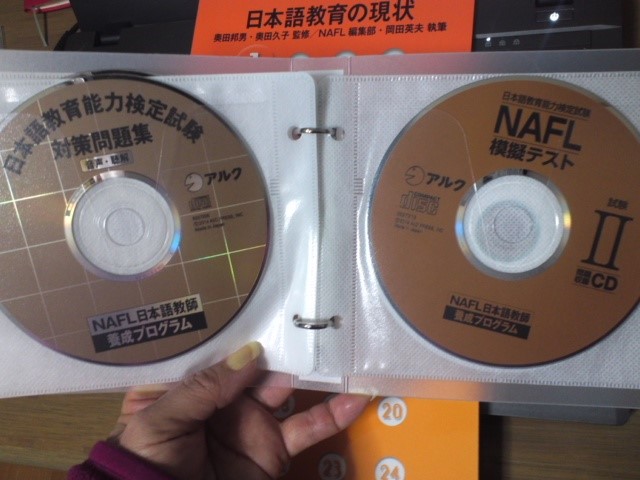 日本語教育の現状
奥田邦男・奥田久子 監修／NAFL 編集部・岡田英夫 執筆
日本語教育能力検定試験
対策問題集
音声・聴解
アルク
NAFL日本語教師
養成プログラム
日本語教育能力検定試験
NAFL
模擬テスト
アルク
試験
II
CD
NAFL日本語教師
養成プログラム
20
23
24